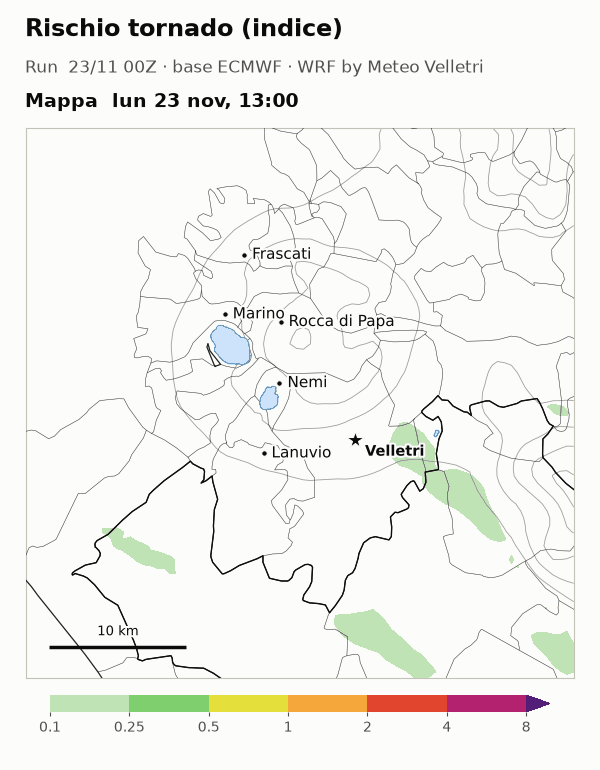 Rischio tornado (indice)
Run  23/11 00Z · base ECMWF · WRF by Meteo Velletri
Mappa  lun 23 nov, 13:00
Frascati
Marino
Rocca di Papa
Nemi
Velletri
Lanuvio
10 km
0.1 0.25 0.5 1 2 4 8